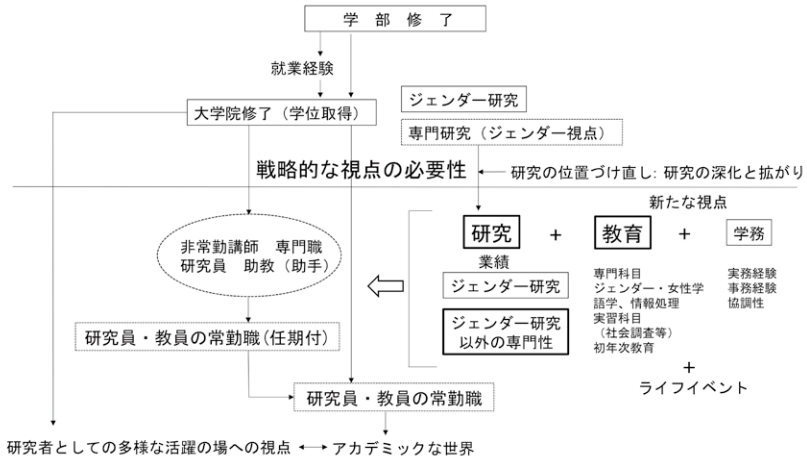 学 部 修 了
就業経験
大学院修了（学位取得）
ジェンダー研究
専門研究（ジェンダー視点）
戦略的な視点の必要性
研究の位置づけ直し: 研究の深化と拡がり
新たな視点
研究 + 教育 + 学務
非常勤講師　専門職
研究員　助教（助手）
業績
ジェンダー研究
ジェンダー研究
以外の専門性
専門科目
ジェンダー・女性学
語学、情報処理
実習科目
（社会調査等）
初年次教育
実務経験
事務経験
協調性
+
ライフイベント
研究員・教員の常勤職（任期付）
研究員・教員の常勤職
研究者としての多様な活躍の場への視点
アカデミックな世界